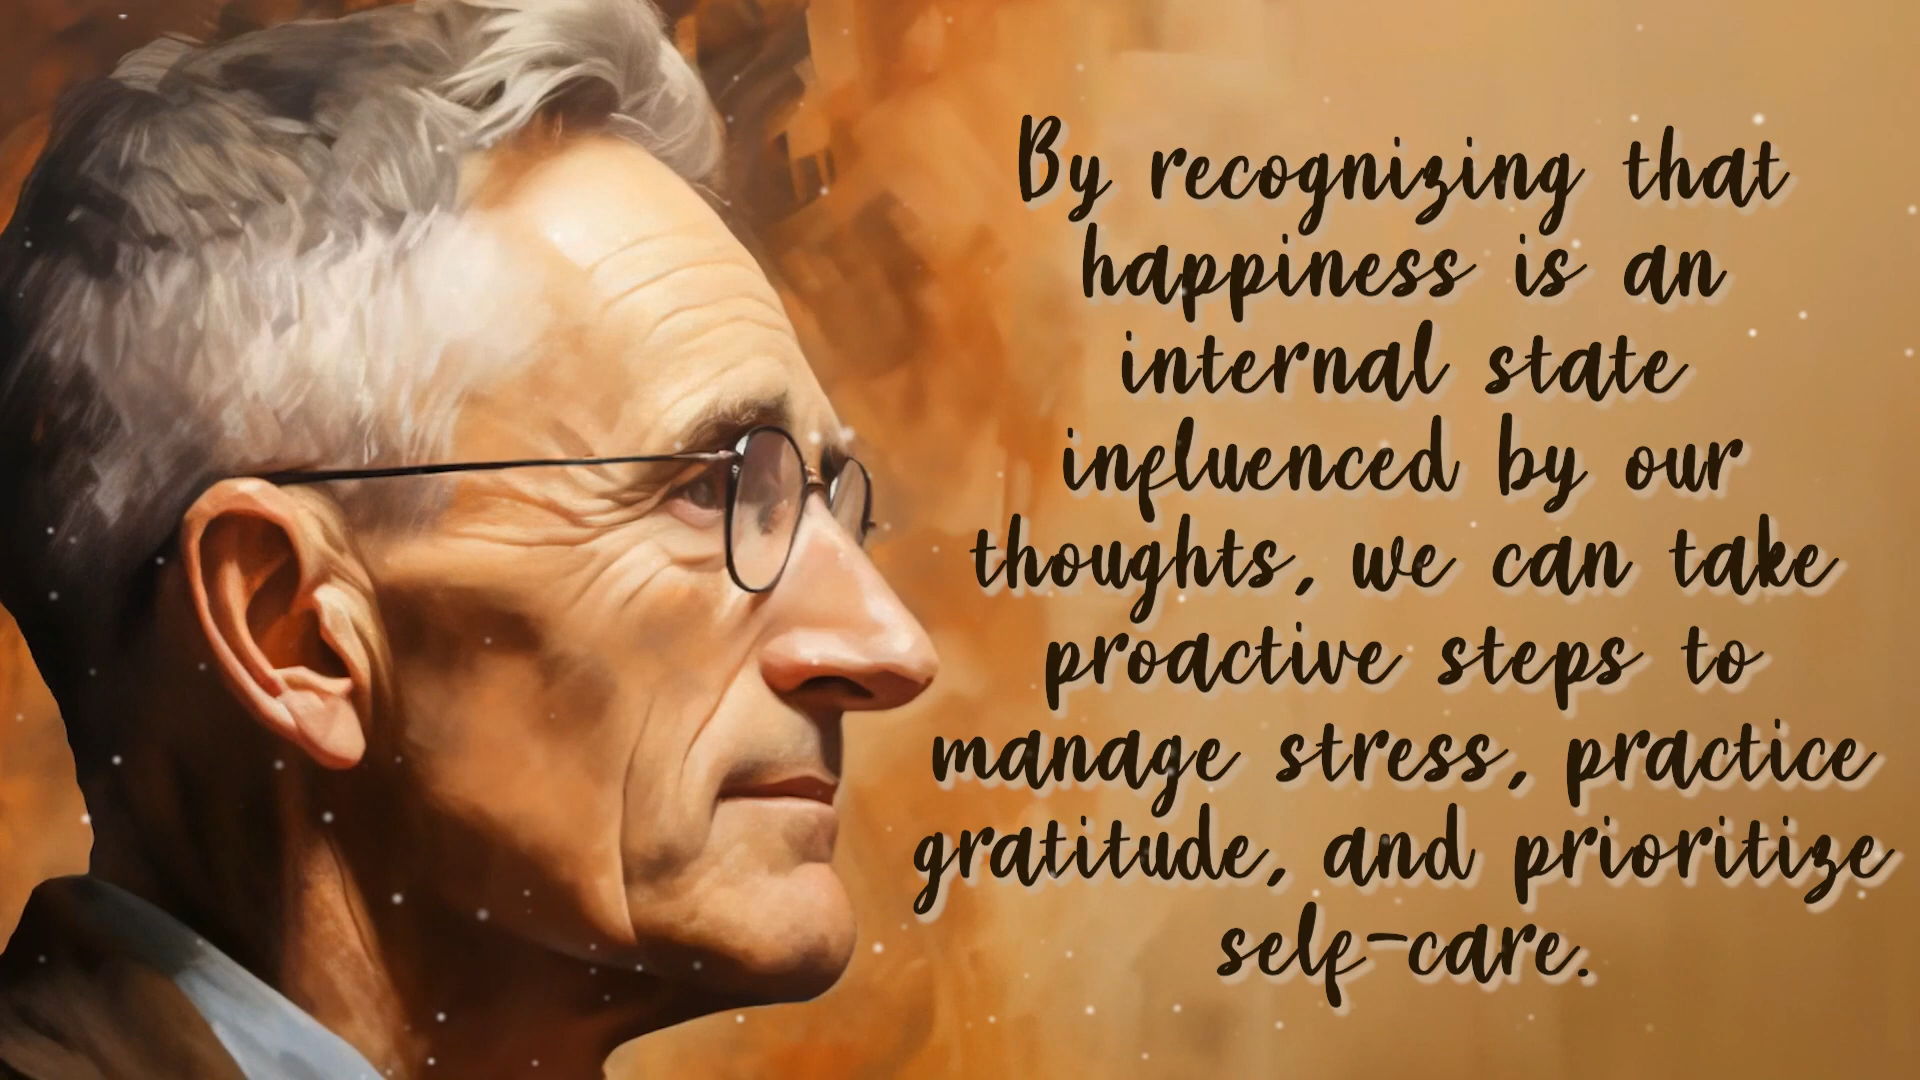 By recognizing that
happiness is an
internal state
influenced by our
thoughts, we can take
proactive steps to
manage stress, practice
gratitude, and prioritize
self-care.